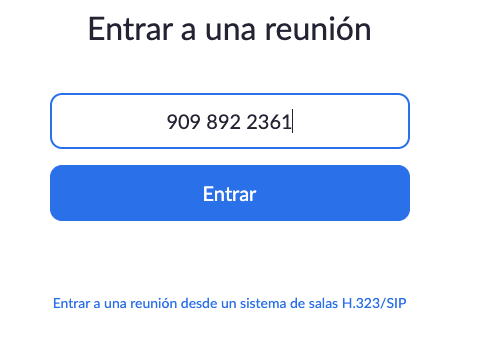 Entrar a una reunión
909 892 2361
Entrar
Entrar a una reunión desde un sistema de salas H.323/SIP